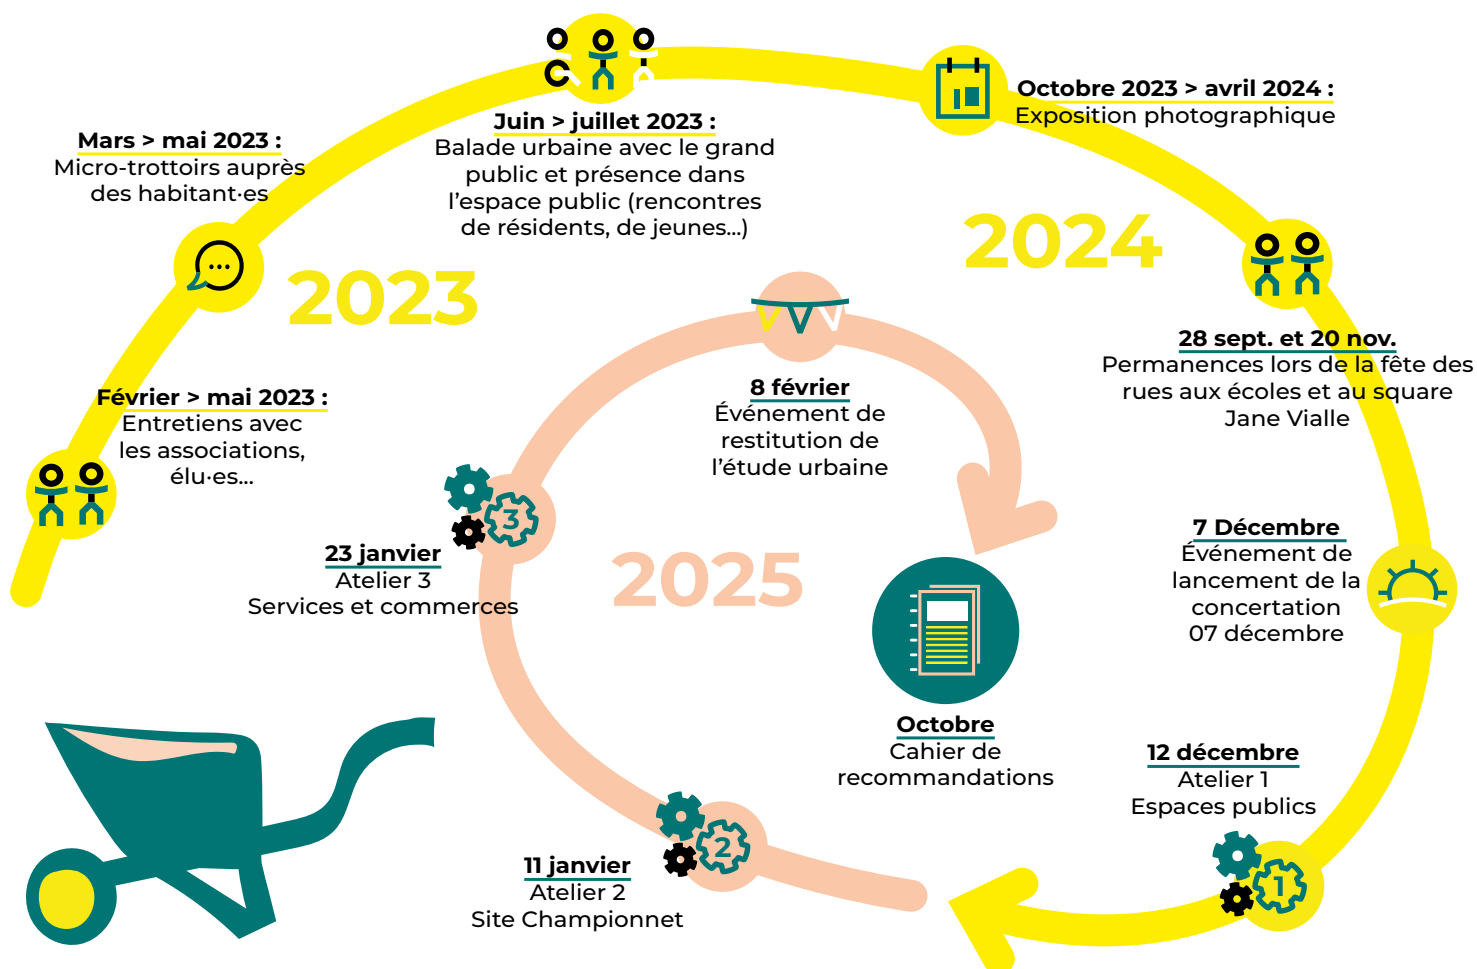 Février > mai 2023 :
Entretiens avec
les associations,
élu·es...
Mars > mai 2023 :
Micro-trottoirs auprès
des habitant·es
2023
Juin > juillet 2023 :
Balade urbaine avec le grand
public et présence dans
l’espace public (rencontres
de résidents, de jeunes...)
Octobre 2023 > avril 2024 :
Exposition photographique
2024
28 sept. et 20 nov.
Permanences lors de la fête des
rues aux écoles et au square
Jane Vialle
7 Décembre
Événement de
lancement de la
concertation
07 décembre
12 décembre
Atelier 1
Espaces publics
1
11 janvier
Atelier 2
Site Championnet
2
2025
23 janvier
Atelier 3
Services et commerces
3
8 février
Événement de
restitution de
l’étude urbaine
Octobre
Cahier de
recommandations